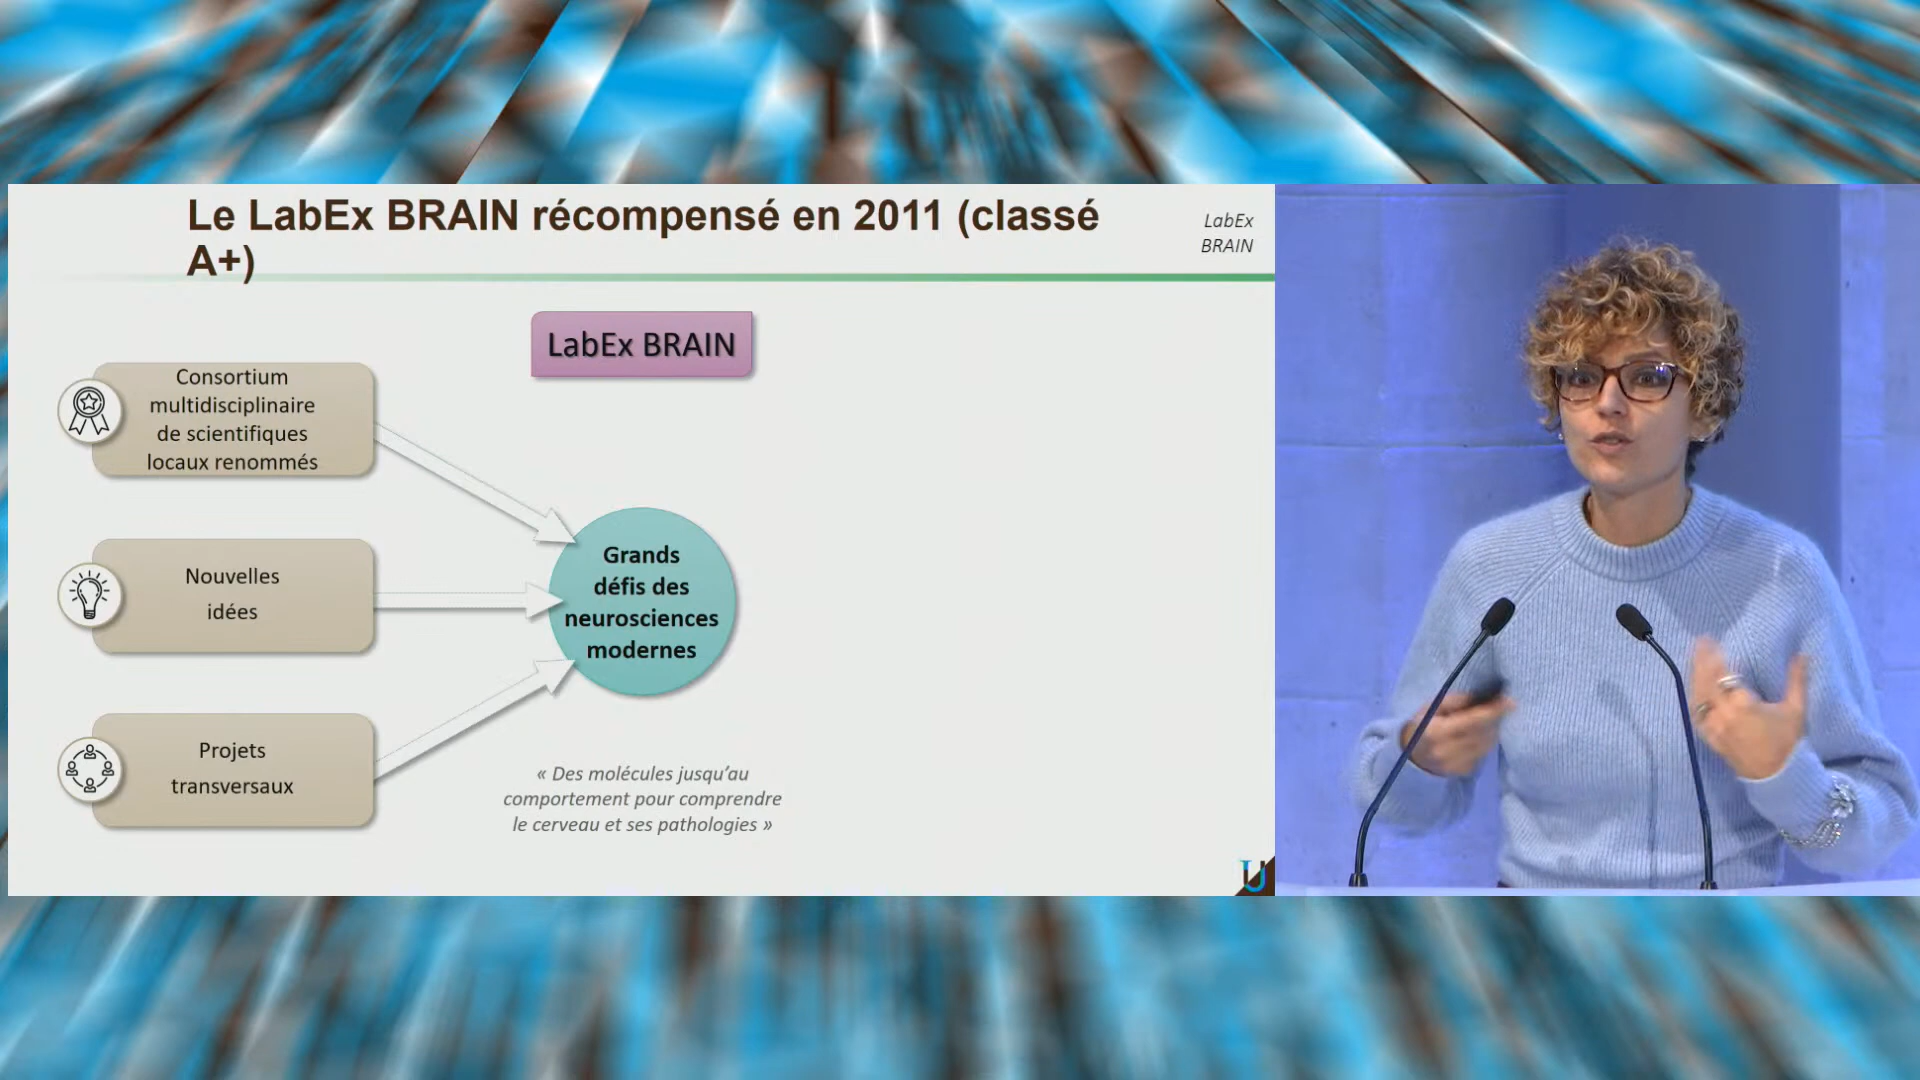 Le LabEx BRAIN récompensé en 2011 (classé
A+)
LabEx
BRAIN
LabEx BRAIN
Consortium
multidisciplinaire
de scientifiques
locaux renommés
Nouvelles
idées
Projets
transversaux
Grands
défis des
neurosciences
modernes
« Des molécules jusqu’au
comportement pour comprendre
le cerveau et ses pathologies »
U